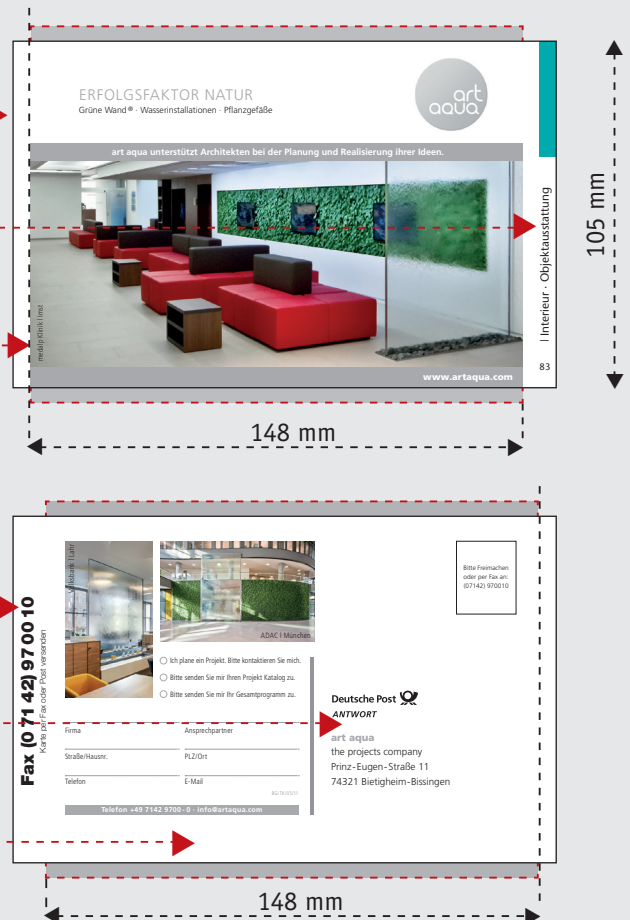 ERFOLGSFAKTOR NATUR
Grüne Wand® · Wasserinstallationen · Pflanzgefäße
art aqua
art aqua unterstützt Architekten bei der Planung und Realisierung ihrer Ideen.
medalp Klinik I Imst
www.artaqua.com
| Interieur · Objektausstattung
83
105 mm
148 mm
Fax (0 71 42) 97 00 10
Karte per Fax oder Post versenden
Volksbank I Lahr
ADAC I München
Ich plane ein Projekt. Bitte kontaktieren Sie mich.
Bitte senden Sie mir Ihren Projekt Katalog zu.
Bitte senden Sie mir Ihr Gesamtprogramm zu.
Firma
Ansprechpartner
Straße/Hausnr.
PLZ/Ort
Telefon
E-Mail
Telefon +49 7142 9700-0 · info@artaqua.com
Bitte Freimachen
oder per Fax an:
(07142) 970010
Deutsche Post
ANTWORT
art aqua
the projects company
Prinz-Eugen-Straße 11
74321 Bietigheim-Bissingen
148 mm